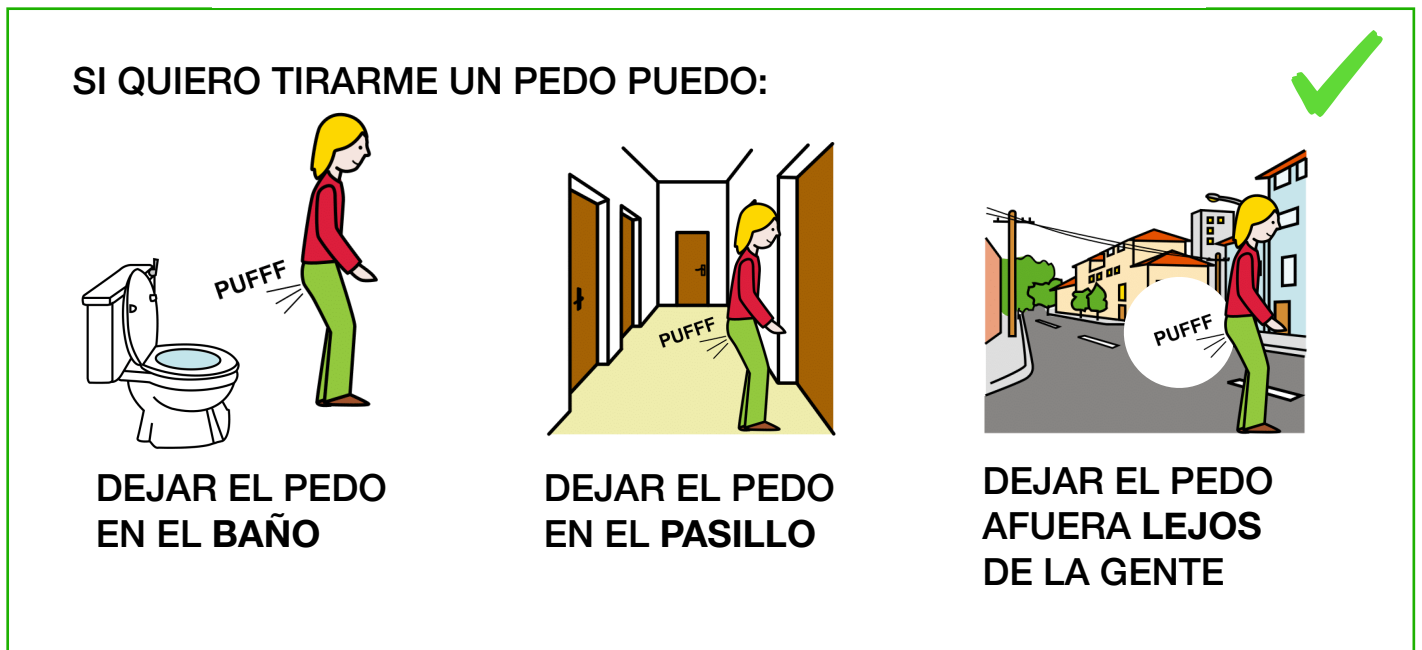 SI QUIERO TIRARME UN PEDO PUEDO:
PUFFF
DEJAR EL PEDO
EN EL BAÑO
PUFFF
DEJAR EL PEDO
EN EL PASILLO
PUFFF
DEJAR EL PEDO
AFUERA LEJOS
DE LA GENTE